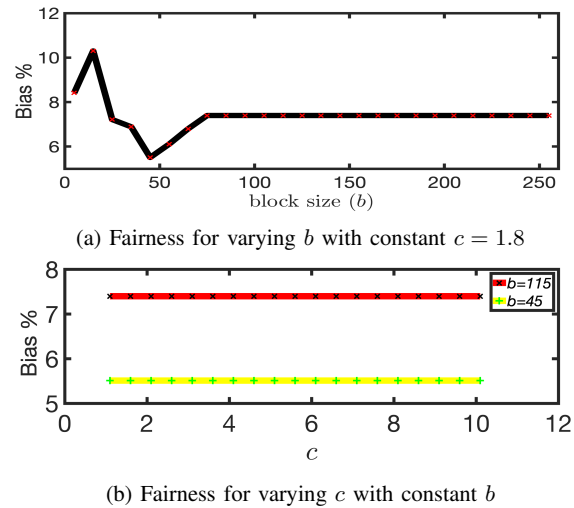 12
10
8
6
Bias %
0
50
100
150
200
250
block size (b)
(a) Fairness for varying b with constant c = 1.8
8
7
6
5
Bias %
b=115
b=45
0
2
4
6
8
10
12
c
(b) Fairness for varying c with constant b